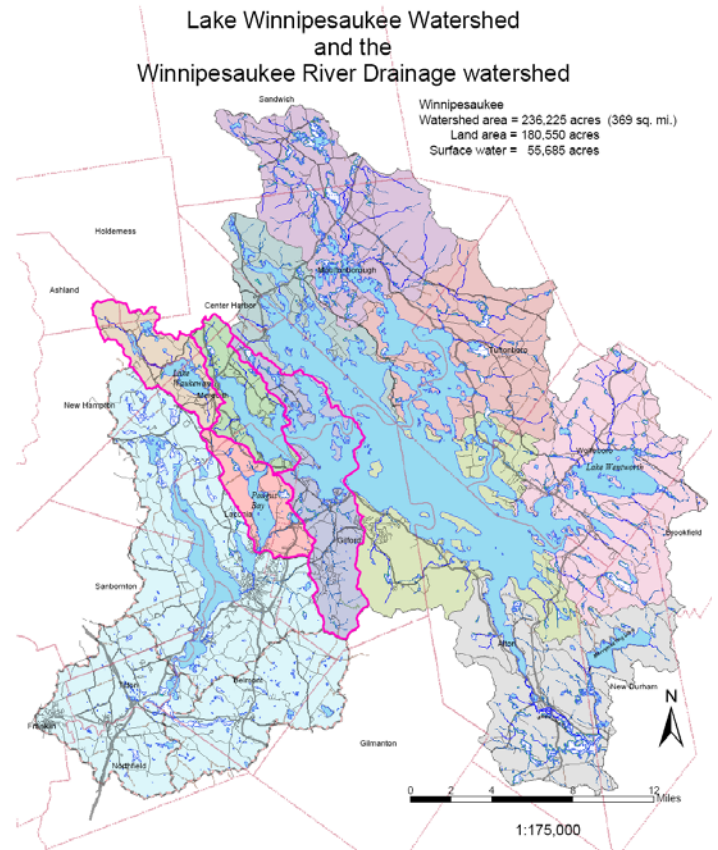 Lake Winnipesaukee Watershed
and the
Winnipesaukee River Drainage watershed
Sandwich
Winnipesaukee
Watershed area = 236,225 acres (369 sq. mi.)
Land area = 180,550 acres
Surface water = 55,685 acres
Holderness
Ashland
Moultonborough
Center Harbor
Tuftonboro
Lake
Waukewan
Meredith
New Hampton
Wolfeboro
Lake Wentworth
Paugus
Bay
Laconia
Gilford
Brookfield
Sanbornton
Alton
New Durham
Tilton
Belmont
Franklin
Gilmanton
N
Northfield
0 2 4 8 12
Miles
1:175,000